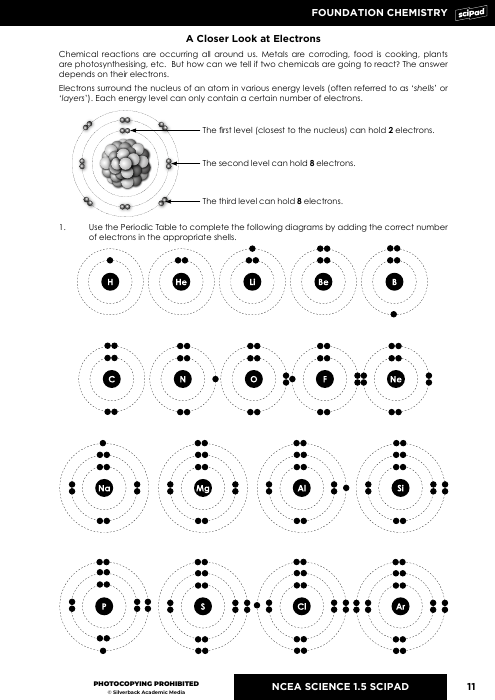 FOUNDATION CHEMISTRY
scipad
A Closer Look at Electrons
Chemical reactions are occurring all around us. Metals are corroding, food is cooking, plants
are photosynthesising, etc.  But how can we tell if two chemicals are going to react? The answer
depends on their electrons.
Electrons surround the nucleus of an atom in various energy levels (often referred to as ‘shells’ or
‘layers’). Each energy level can only contain a certain number of electrons.
The first level (closest to the nucleus) can hold 2 electrons.
The second level can hold 8 electrons.
The third level can hold 8 electrons.
1. Use the Periodic Table to complete the following diagrams by adding the correct number
of electrons in the appropriate shells.
H He Li Be B
C N O F Ne
Na Mg Al Si
P S Cl Ar
PHOTOCOPYING PROHIBITED
© Silverback Academic Media
NCEA SCIENCE 1.5 SCIPAD
11